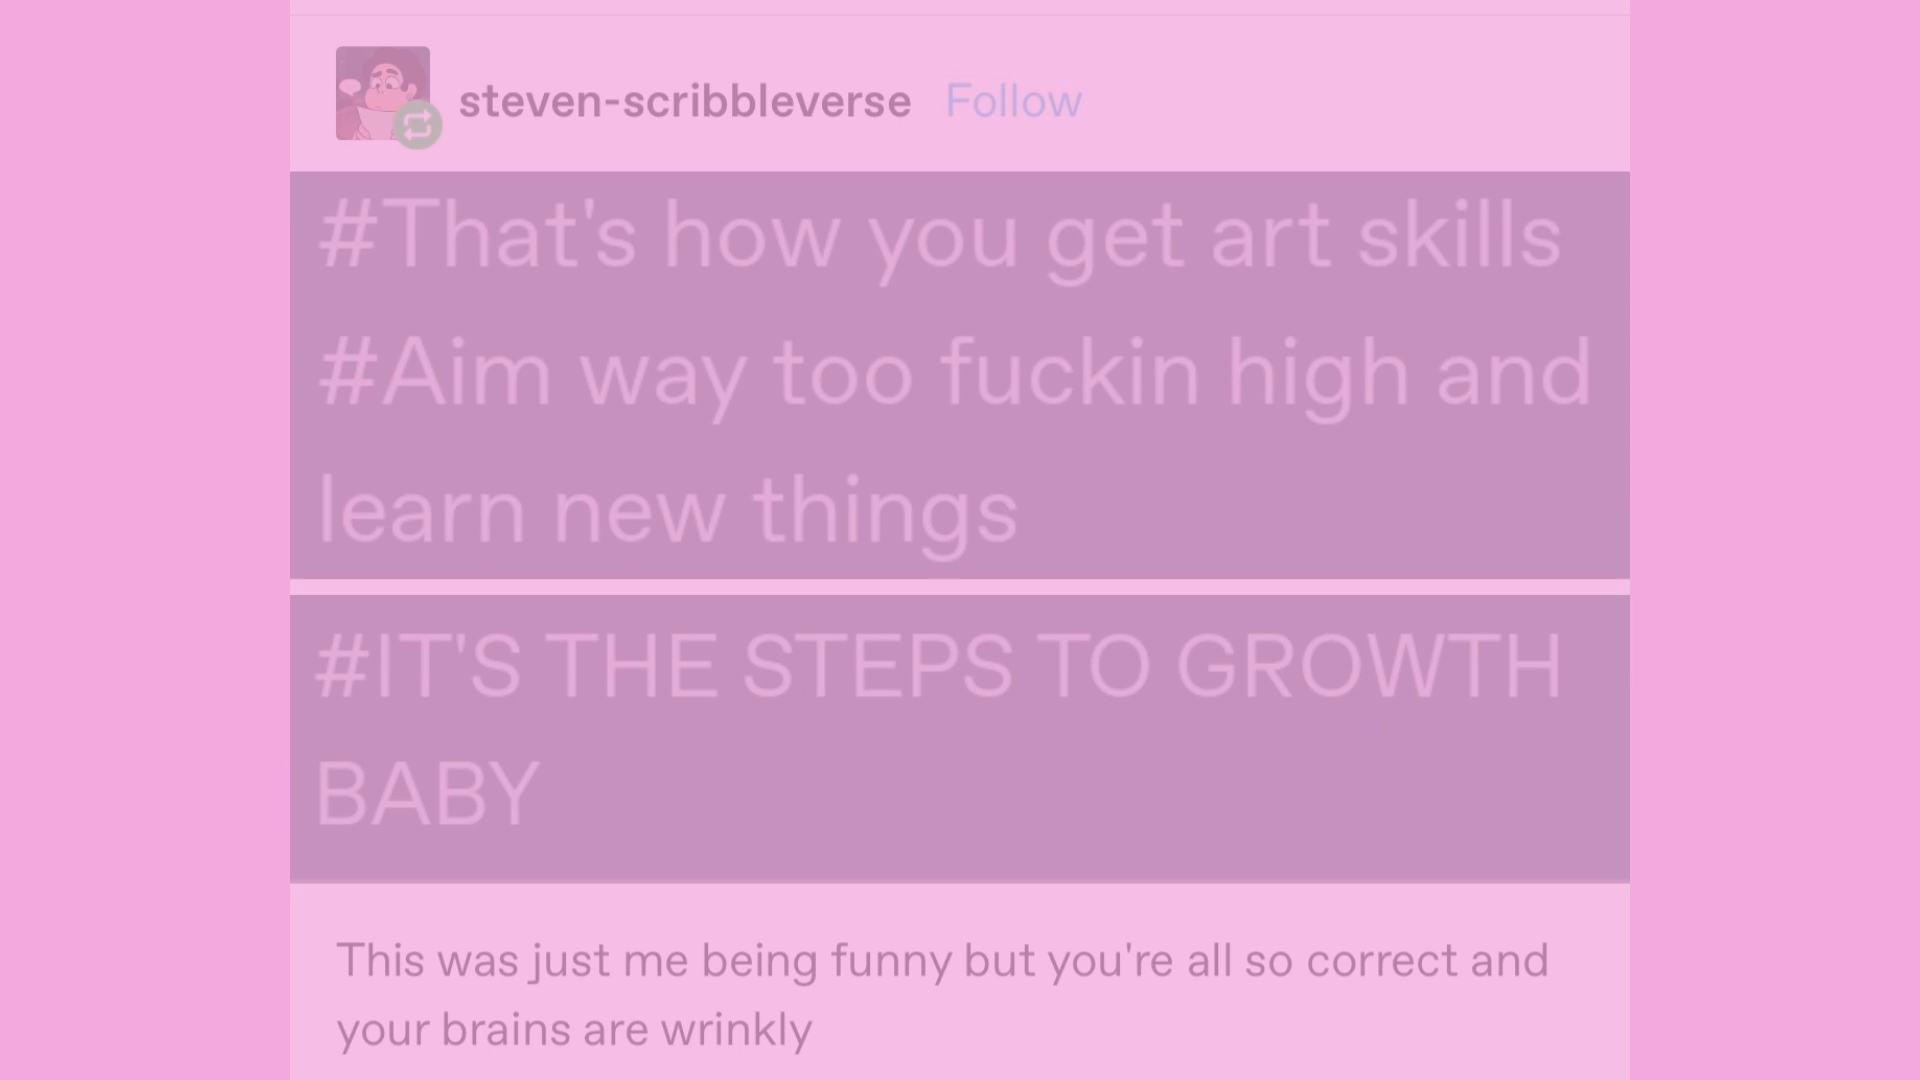 steven-scribbleverse Follow
#That's how you get art skills
#Aim way too fuckin high and
learn new things
#IT'S THE STEPS TO GROWTH
BABY
This was just me being funny but you're all so correct and
your brains are wrinkly